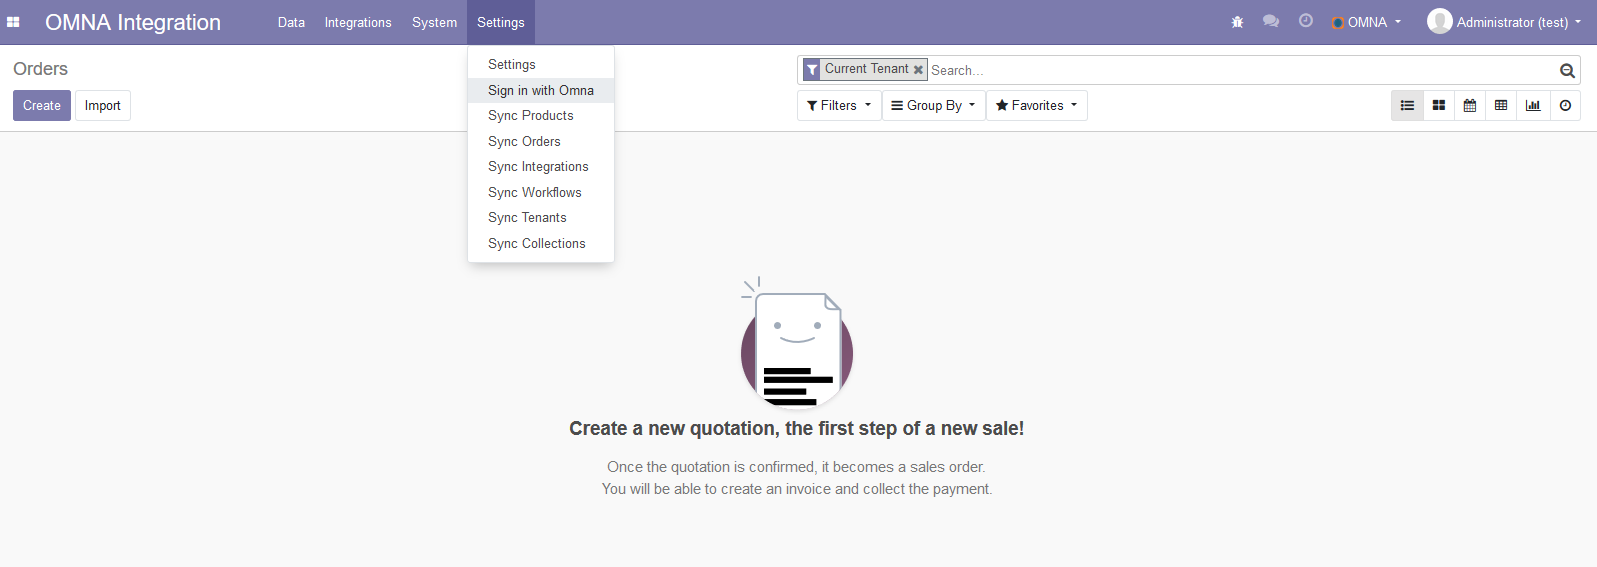 OMNA Integration Data Integrations System Settings OMNA Administrator (test)
Orders
Current Tenant Search...
Create Import
Filters Group By Favorites
Settings
Sign in with Omna
Sync Products
Sync Orders
Sync Integrations
Sync Workflows
Sync Tenants
Sync Collections
Create a new quotation, the first step of a new sale!
Once the quotation is confirmed, it becomes a sales order.
You will be able to create an invoice and collect the payment.